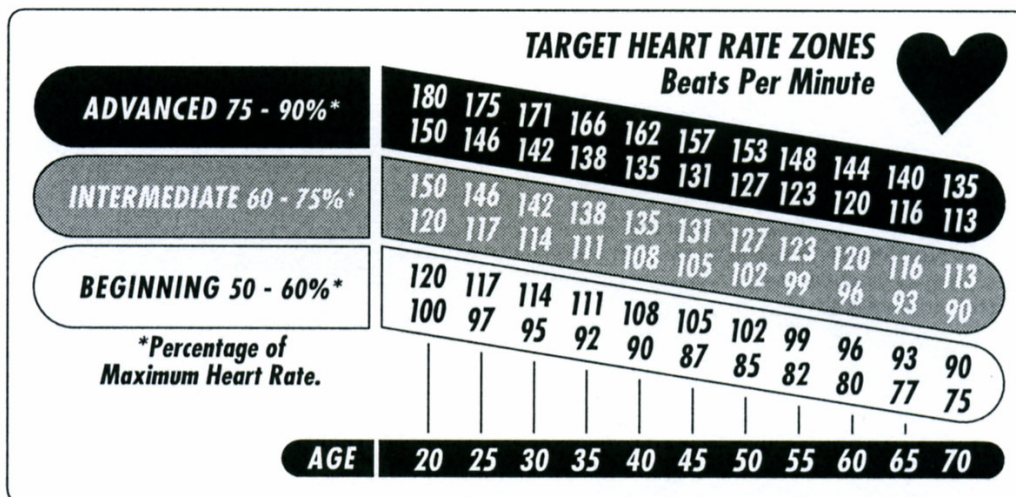 TARGET HEART RATE ZONES
Beats Per Minute
ADVANCED 75 - 90%*
180 175 171 166 162 157 153 148 144 140 135
150 146 142 138 135 131 127 123 120 116 113
INTERMEDIATE 60 - 75%*
150 146 142 138 135 131 127 123 120 116 113
120 117 114 111 108 105 102 99 96 93 90
BEGINNING 50 - 60%*
120 117 114 111 108 105 102 99 96 93 90
100 97 95 92 90 87 85 82 80 77 75
*Percentage of
Maximum Heart Rate.
AGE 20 25 30 35 40 45 50 55 60 65 70